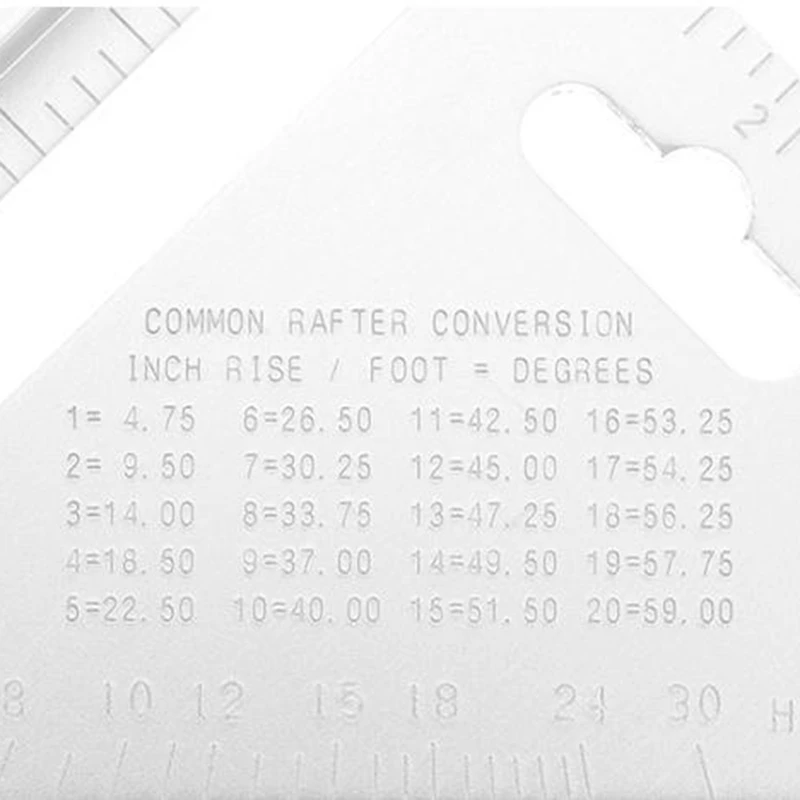 2
COMMON RAFTER CONVERSION
INCH RISE / FOOT = DEGREES
1= 4.75 6=26.50 11=42.50 16=53.25
2= 9.50 7=30.25 12=45.00 17=54.25
3=14.00 8=33.75 13=47.25 18=56.25
4=18.50 9=37.00 14=49.50 19=57.75
5=22.50 10=40.00 15=51.50 20=59.00
8 10 12 15 18 24 30 H